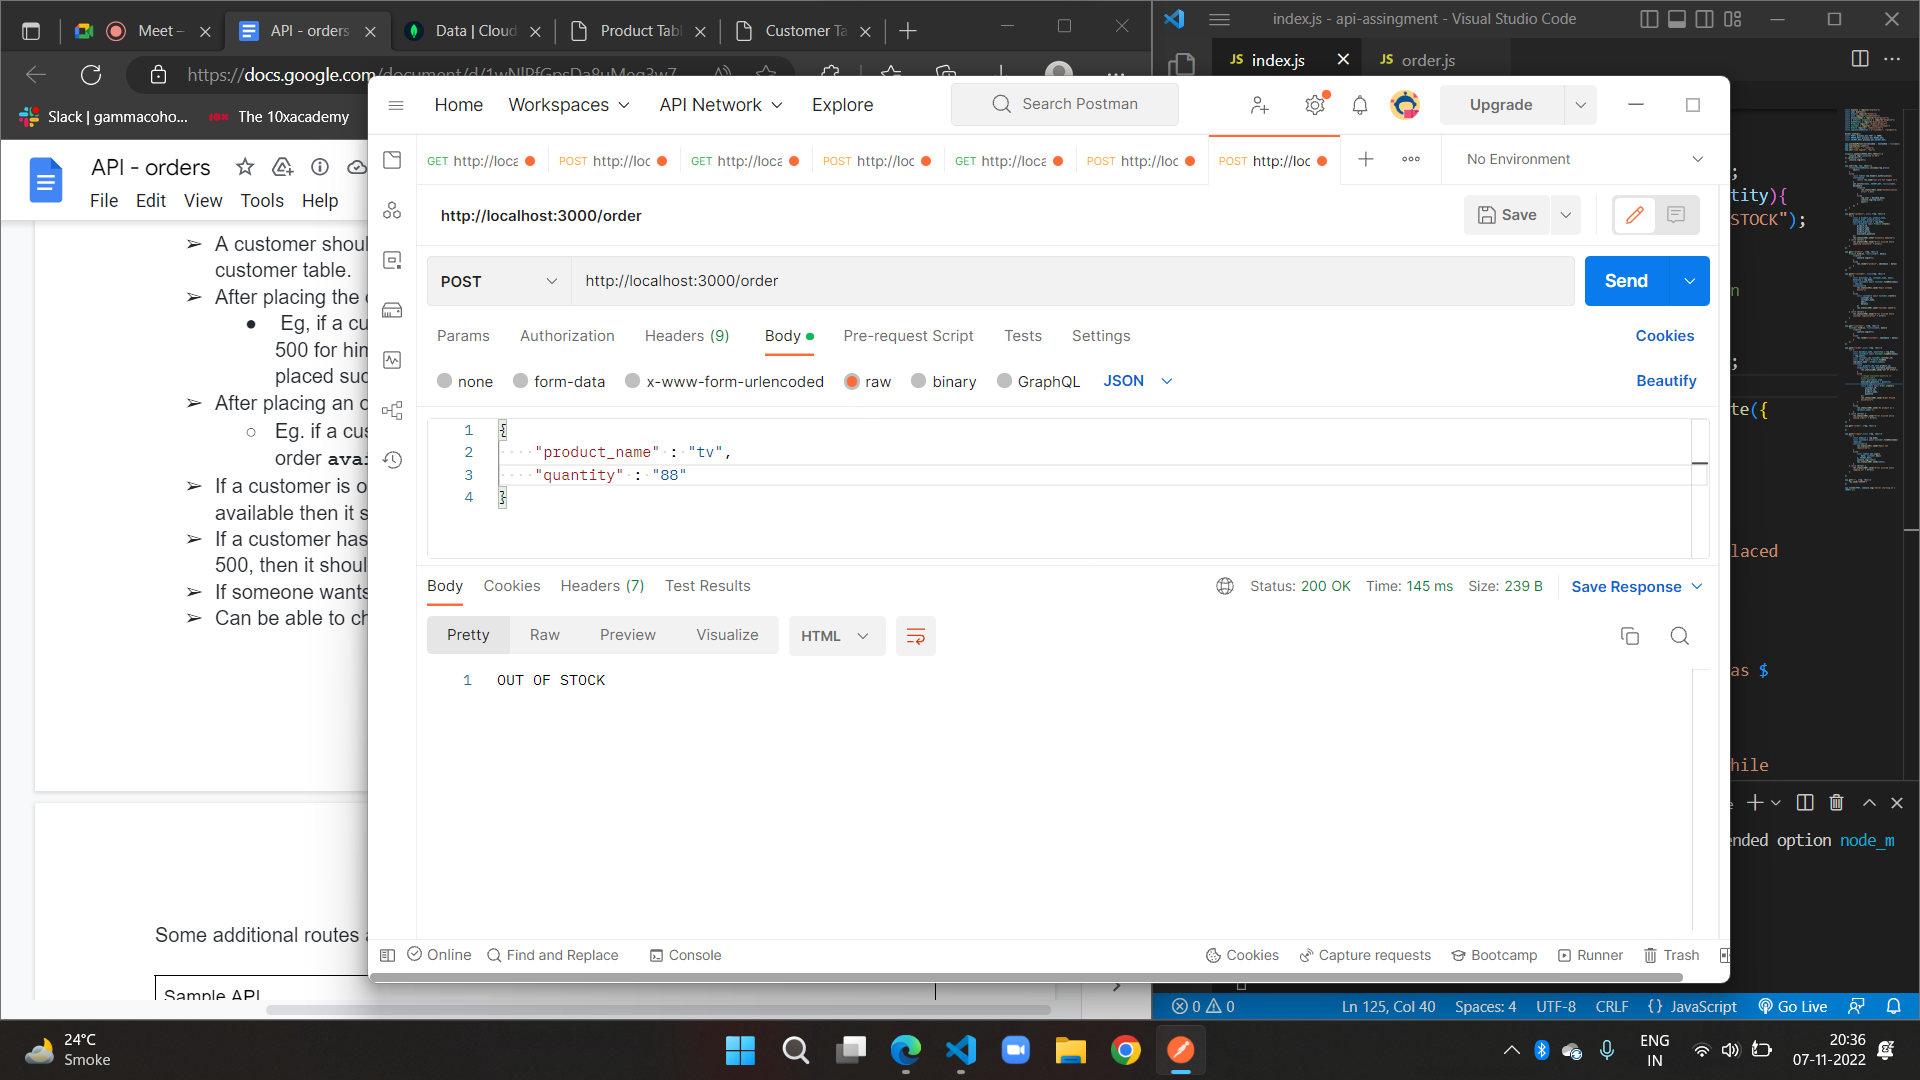 Meet –
API - orders
Data | Cloud
Product Tab
Customer Ta
https://docs.google.com
Slack | gammacoho...
The 10xacademy
API - orders
File Edit View Tools Help
➢ A customer shoul
customer table.
➢ After placing the
● Eg, if a cu
500 for him
placed suc
➢ After placing an o
○ Eg. if a cus
order avai
➢ If a customer is o
available then it s
➢ If a customer has
500, then it shoul
➢ If someone wants
➢ Can be able to ch
Some additional routes a
Sample API
Home Workspaces API Network Explore
Search Postman
Upgrade
GET http://loca
POST http://loc
GET http://loca
POST http://loc
GET http://loca
POST http://loc
POST http://loc
No Environment
http://localhost:3000/order
Save
POST http://localhost:3000/order Send
Params Authorization Headers (9) Body Pre-request Script Tests Settings Cookies
none form-data x-www-form-urlencoded raw binary GraphQL JSON Beautify
1 {
2 "product_name" : "tv",
3 "quantity" : "88"
4 }
Body Cookies Headers (7) Test Results
Status: 200 OK Time: 145 ms Size: 239 B Save Response
Pretty Raw Preview Visualize HTML
1 OUT OF STOCK
Online Find and Replace Console
Cookies Capture requests Bootcamp Runner Trash
index.js - api-assingment - Visual Studio Code
JS index.js
JS order.js
;
tity){
STOCK");
n
;
te({
laced
as $
hile
ended option node_m
0 0 Ln 125, Col 40 Spaces: 4 UTF-8 CRLF {} JavaScript Go Live
24°C
Smoke
ENG
IN
20:36
07-11-2022